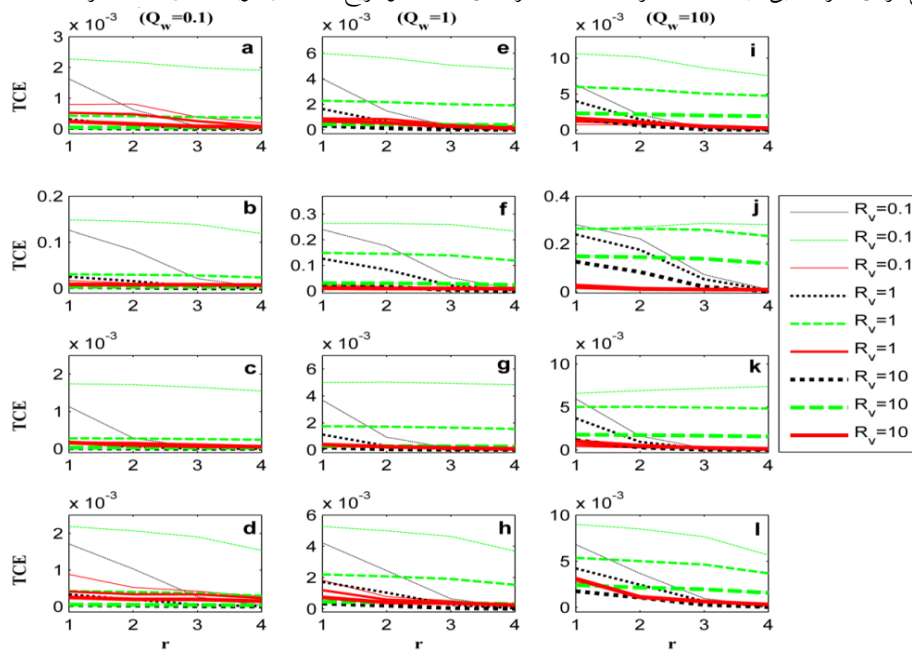 (Q_w=0.1) (Q_w=1) (Q_w=10)
× 10^-3 × 10^-3 × 10^-3
TCE
3 2 1 0
a
1 2 3 4
6 4 2 0
e
1 2 3 4
10 5 0
i
1 2 3 4
TCE
0.2 0.1 0
b
1 2 3 4
0.3 0.2 0.1 0
f
1 2 3 4
0.4 0.2 0
j
1 2 3 4
R_v=0.1
R_v=0.1
R_v=0.1
R_v=1
R_v=1
R_v=1
R_v=10
R_v=10
R_v=10
× 10^-3 × 10^-3 × 10^-3
TCE
2 1 0
c
1 2 3 4
6 4 2 0
g
1 2 3 4
10 5 0
k
1 2 3 4
× 10^-3 × 10^-3 × 10^-3
TCE
2 1 0
d
1 2 3 4
6 4 2 0
h
1 2 3 4
10 5 0
l
1 2 3 4
r r r